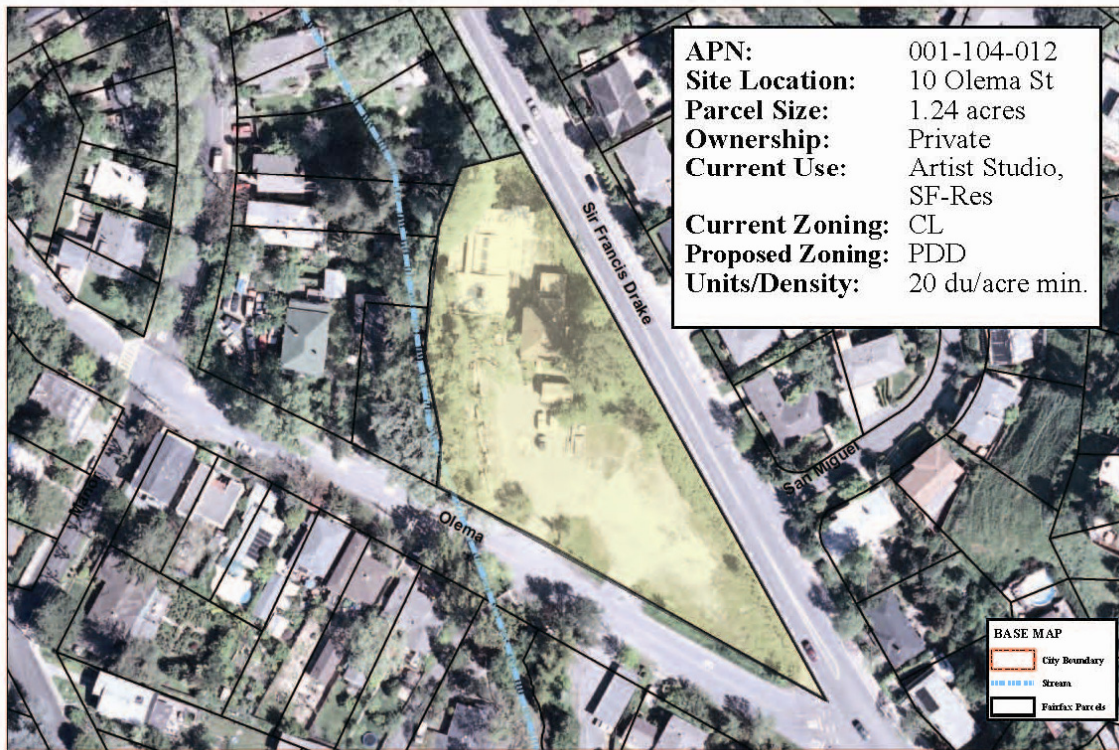 APN: 001-104-012
Site Location: 10 Olema St
Parcel Size: 1.24 acres
Ownership: Private
Current Use: Artist Studio,
SF-Res
Current Zoning: CL
Proposed Zoning: PDD
Units/Density: 20 du/acre min.
Sir Francis Drake
San Miguel
Olema
BASE MAP
City Boundary
Stream
Fairfax Parcels